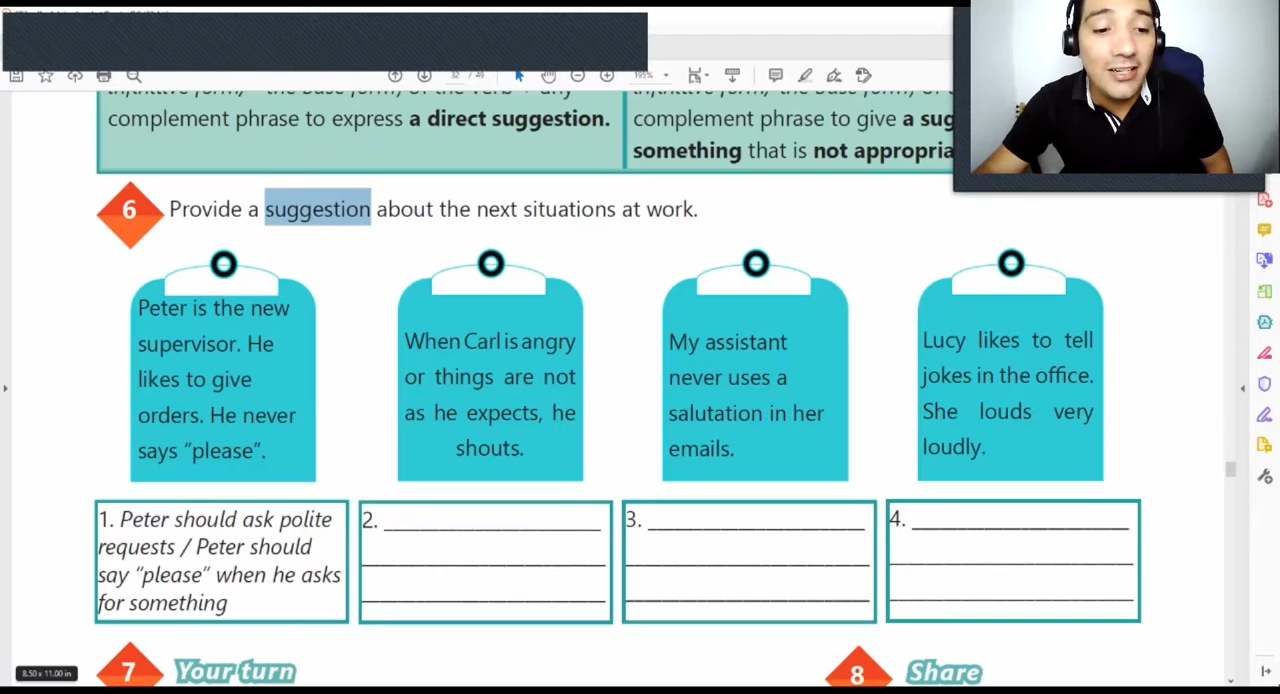 32 / 49
195%
complement phrase to express a direct suggestion.
complement phrase to give a sug
something that is not appropria
6 Provide a suggestion about the next situations at work.
Peter is the new
supervisor. He
likes to give
orders. He never
says “please”.
When Carl is angry
or things are not
as he expects, he
shouts.
My assistant
never uses a
salutation in her
emails.
Lucy likes to tell
jokes in the office.
She louds very
loudly.
1. Peter should ask polite
requests / Peter should
say “please” when he asks
for something
2.
3.
4.
7 Your turn
8 Share
8.50 x 11.00 in